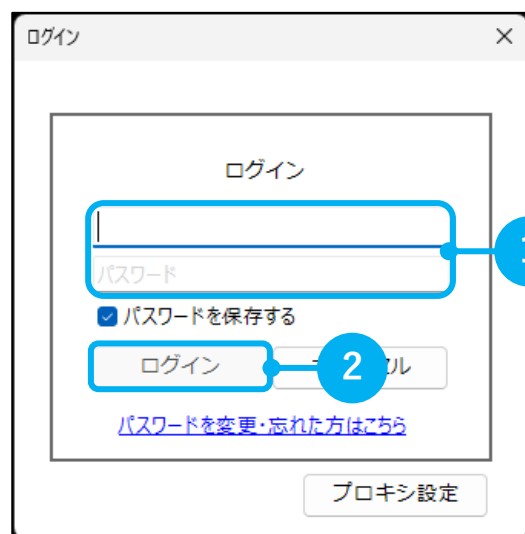 ログイン
ログイン
パスワード
パスワードを保存する
ログイン
2
ル
パスワードを変更・忘れた方はこちら
プロキシ設定